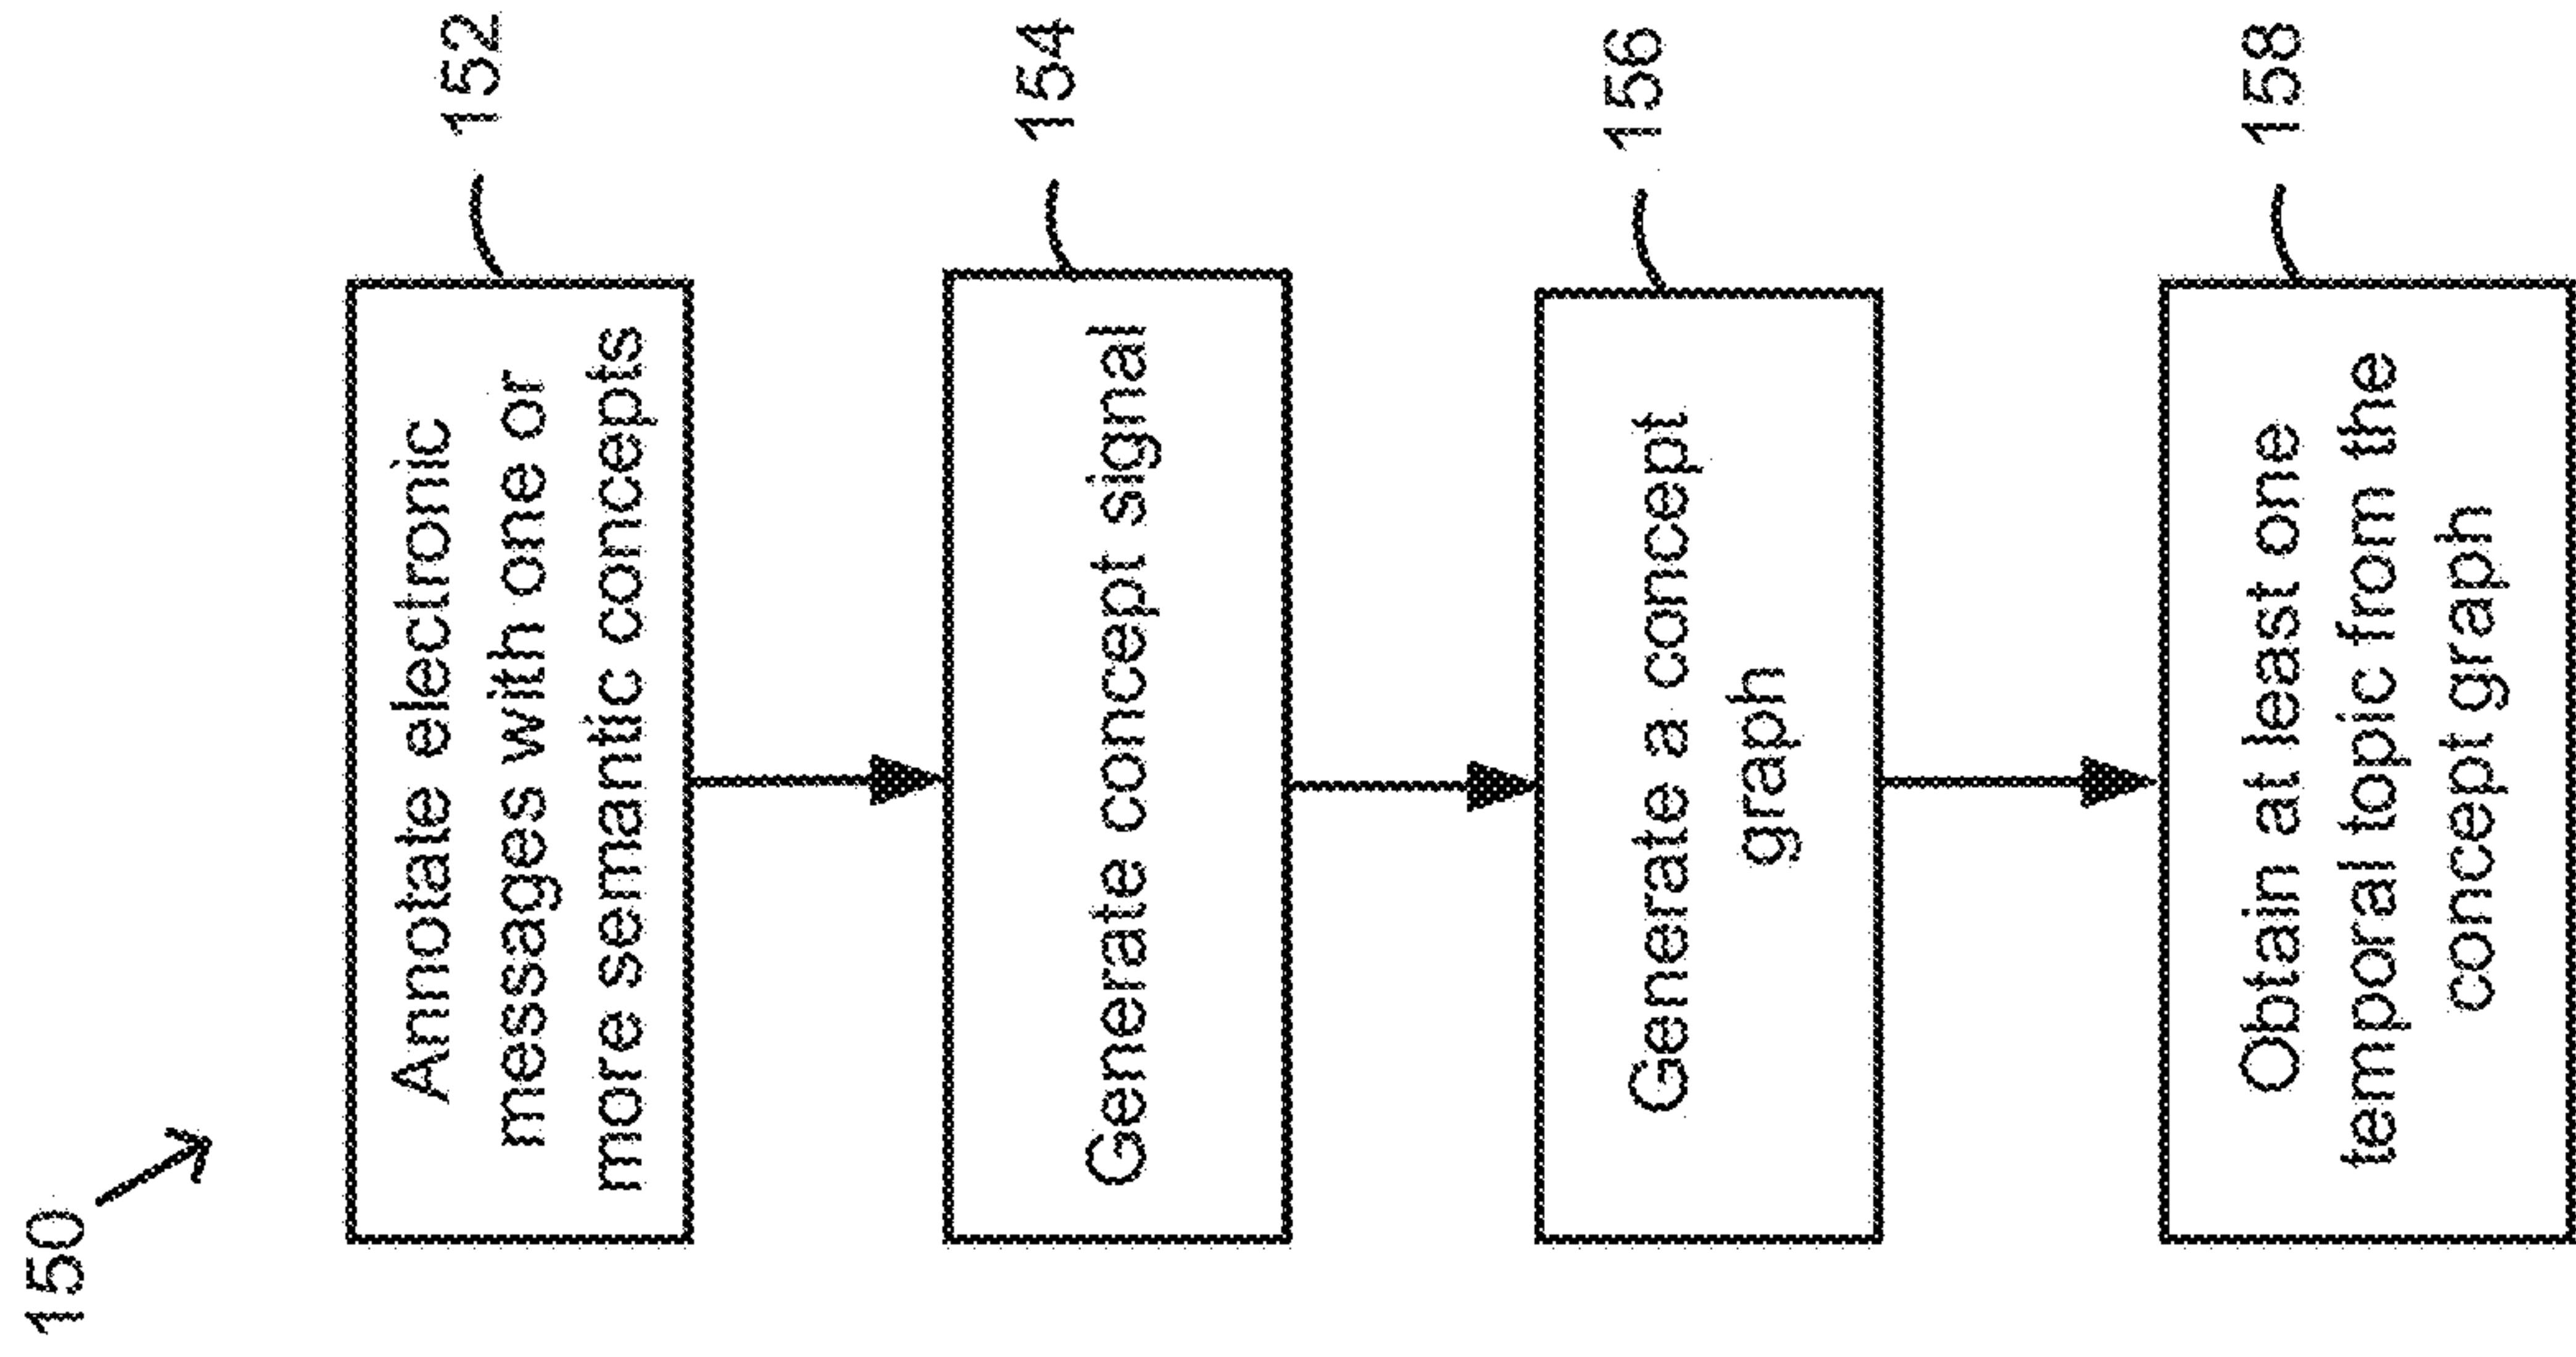 150
Annotate electronic
messages with one or
more semantic concepts
152
Generate concept signal
154
Generate a concept
graph
156
Obtain at least one
temporal topic from the
concept graph
158